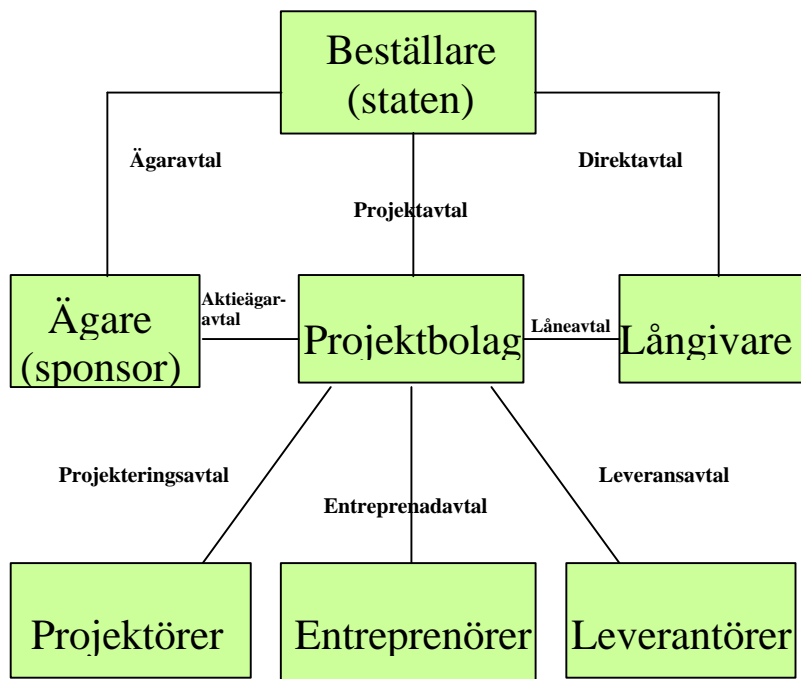 Beställare
(staten)
Ägaravtal
Direktavtal
Projektavtal
Aktieägar-
avtal
Ägare
(sponsor)
Projektbolag
Låneavtal
Långivare
Projekteringsavtal
Leveransavtal
Entreprenadavtal
Projektörer
Entreprenörer
Leverantörer